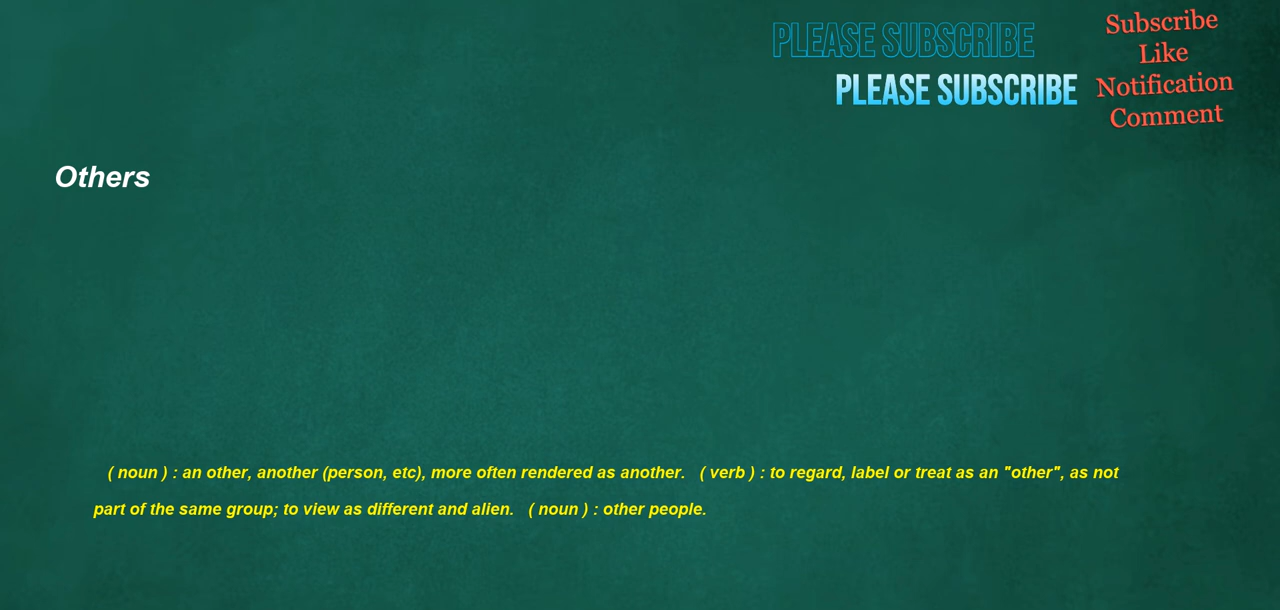 PLEASE SUBSCRIBE
PLEASE SUBSCRIBE
Subscribe
Like
Notification
Comment
Others
( noun ) : an other, another (person, etc), more often rendered as another. ( verb ) : to regard, label or treat as an "other", as not
part of the same group; to view as different and alien. ( noun ) : other people.